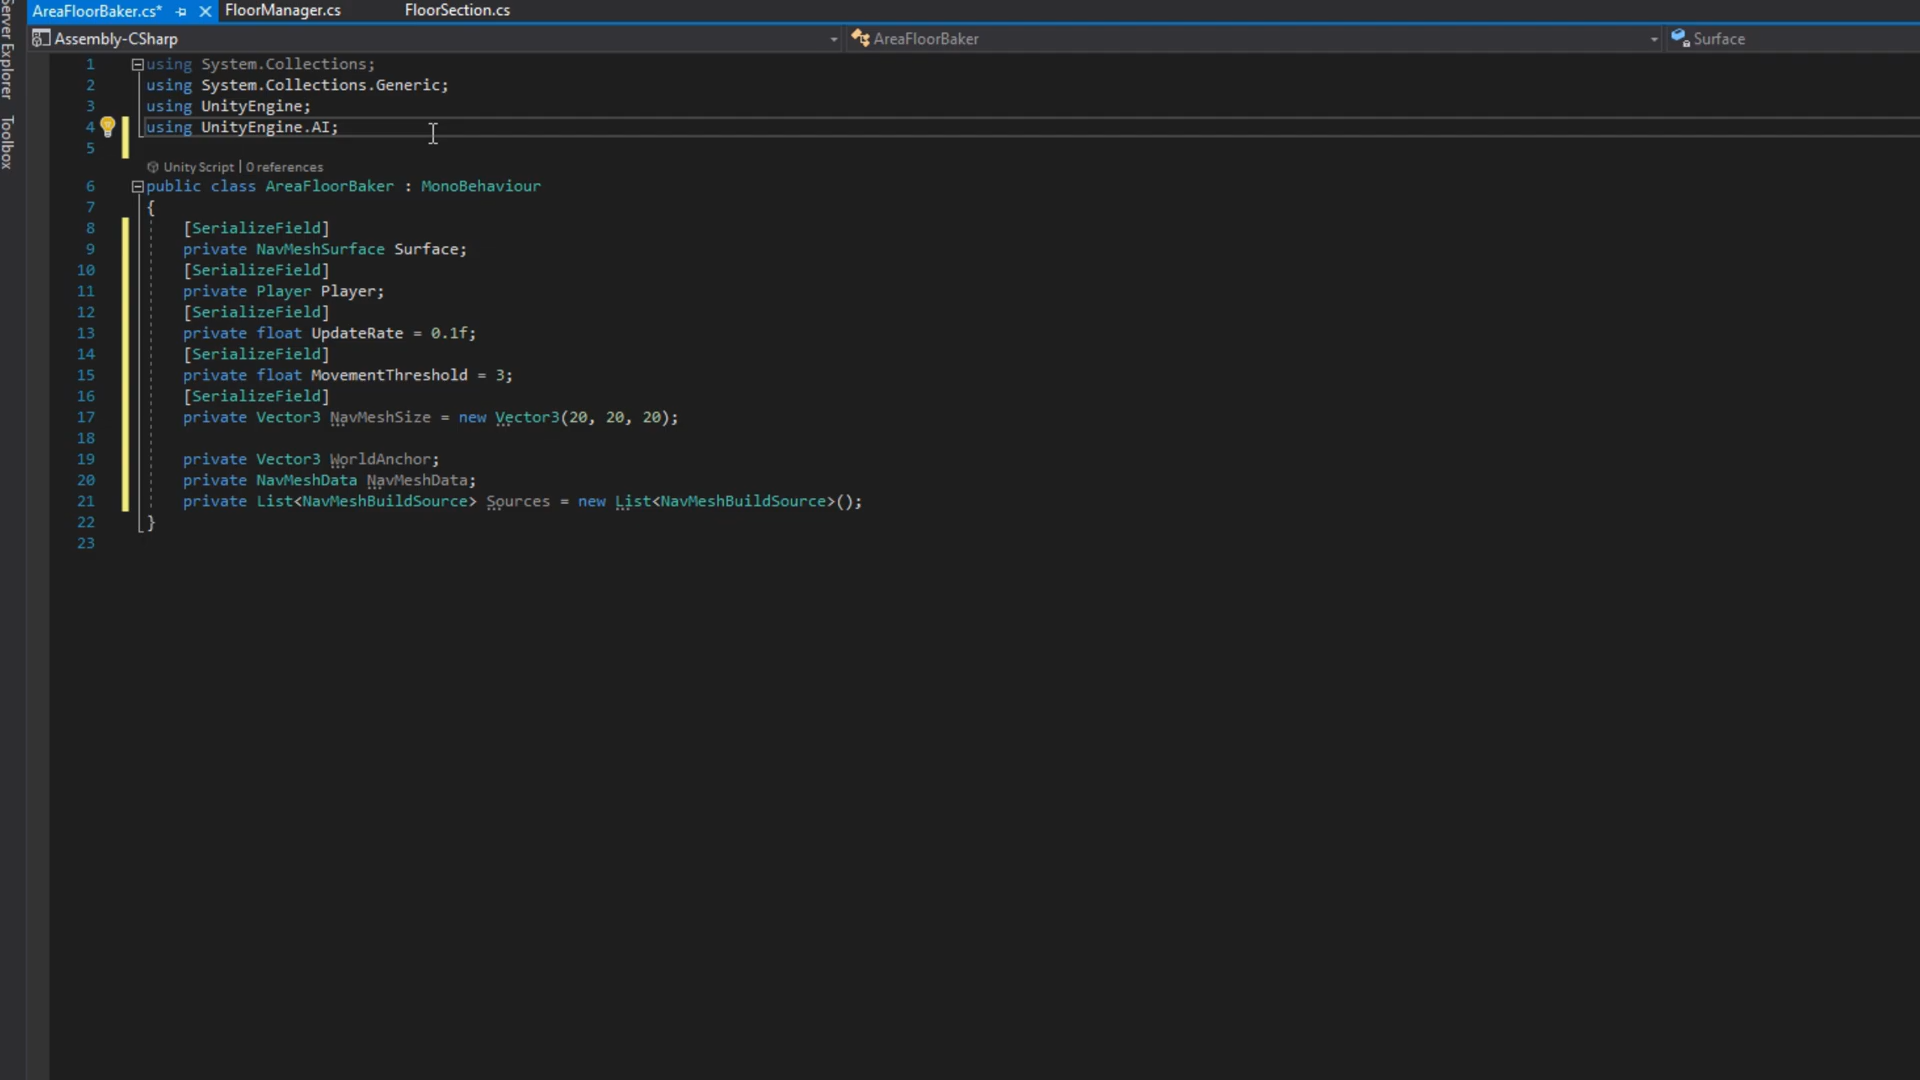 Server Explorer
Toolbox
AreaFloorBaker.cs*
FloorManager.cs
FloorSection.cs
Assembly-CSharp
AreaFloorBaker
Surface
1 using System.Collections;
2 using System.Collections.Generic;
3 using UnityEngine;
4 using UnityEngine.AI;
5
Unity Script | 0 references
6 public class AreaFloorBaker : MonoBehaviour
7 {
8 [SerializeField]
9 private NavMeshSurface Surface;
10 [SerializeField]
11 private Player Player;
12 [SerializeField]
13 private float UpdateRate = 0.1f;
14 [SerializeField]
15 private float MovementThreshold = 3;
16 [SerializeField]
17 private Vector3 NavMeshSize = new Vector3(20, 20, 20);
18
19 private Vector3 WorldAnchor;
20 private NavMeshData NavMeshData;
21 private List<NavMeshBuildSource> Sources = new List<NavMeshBuildSource>();
22 }
23